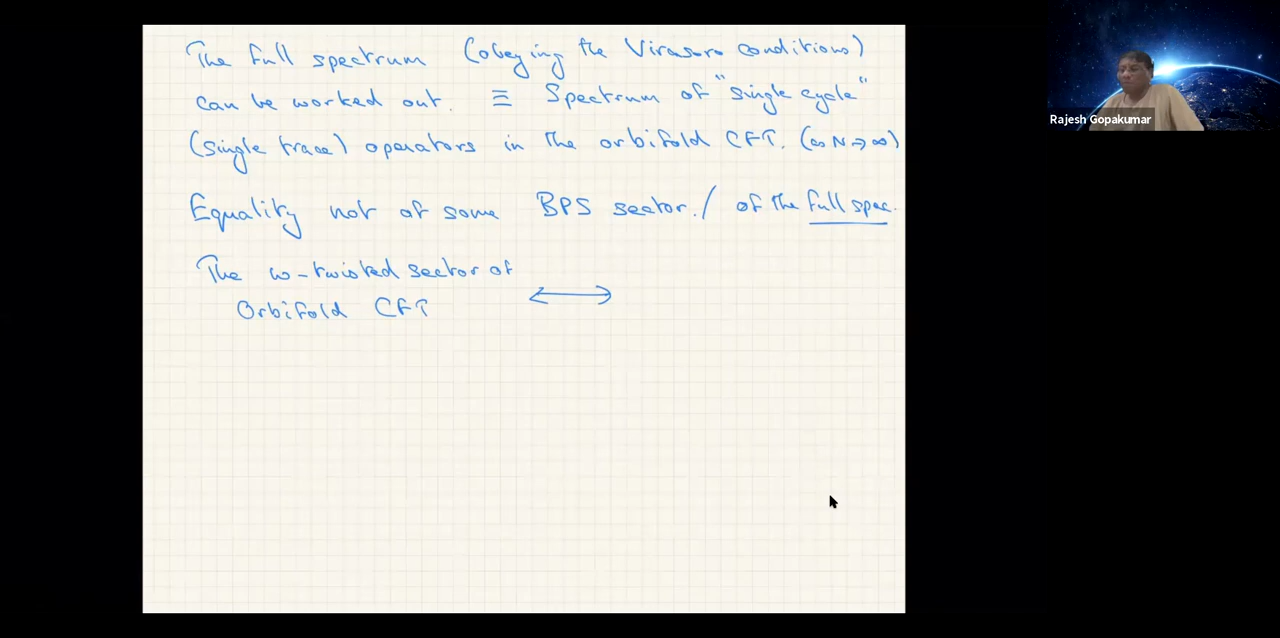 The full spectrum (obeying the Virasoro conditions)
can be worked out. ≡ Spectrum of "single cycle"
(single trace) operators in the orbifold CFT. (as N→∞)
Equality not of some BPS sector./ of the full spec.
The w-twisted sector of
Orbifold CFT ⟷
Rajesh Gopakumar